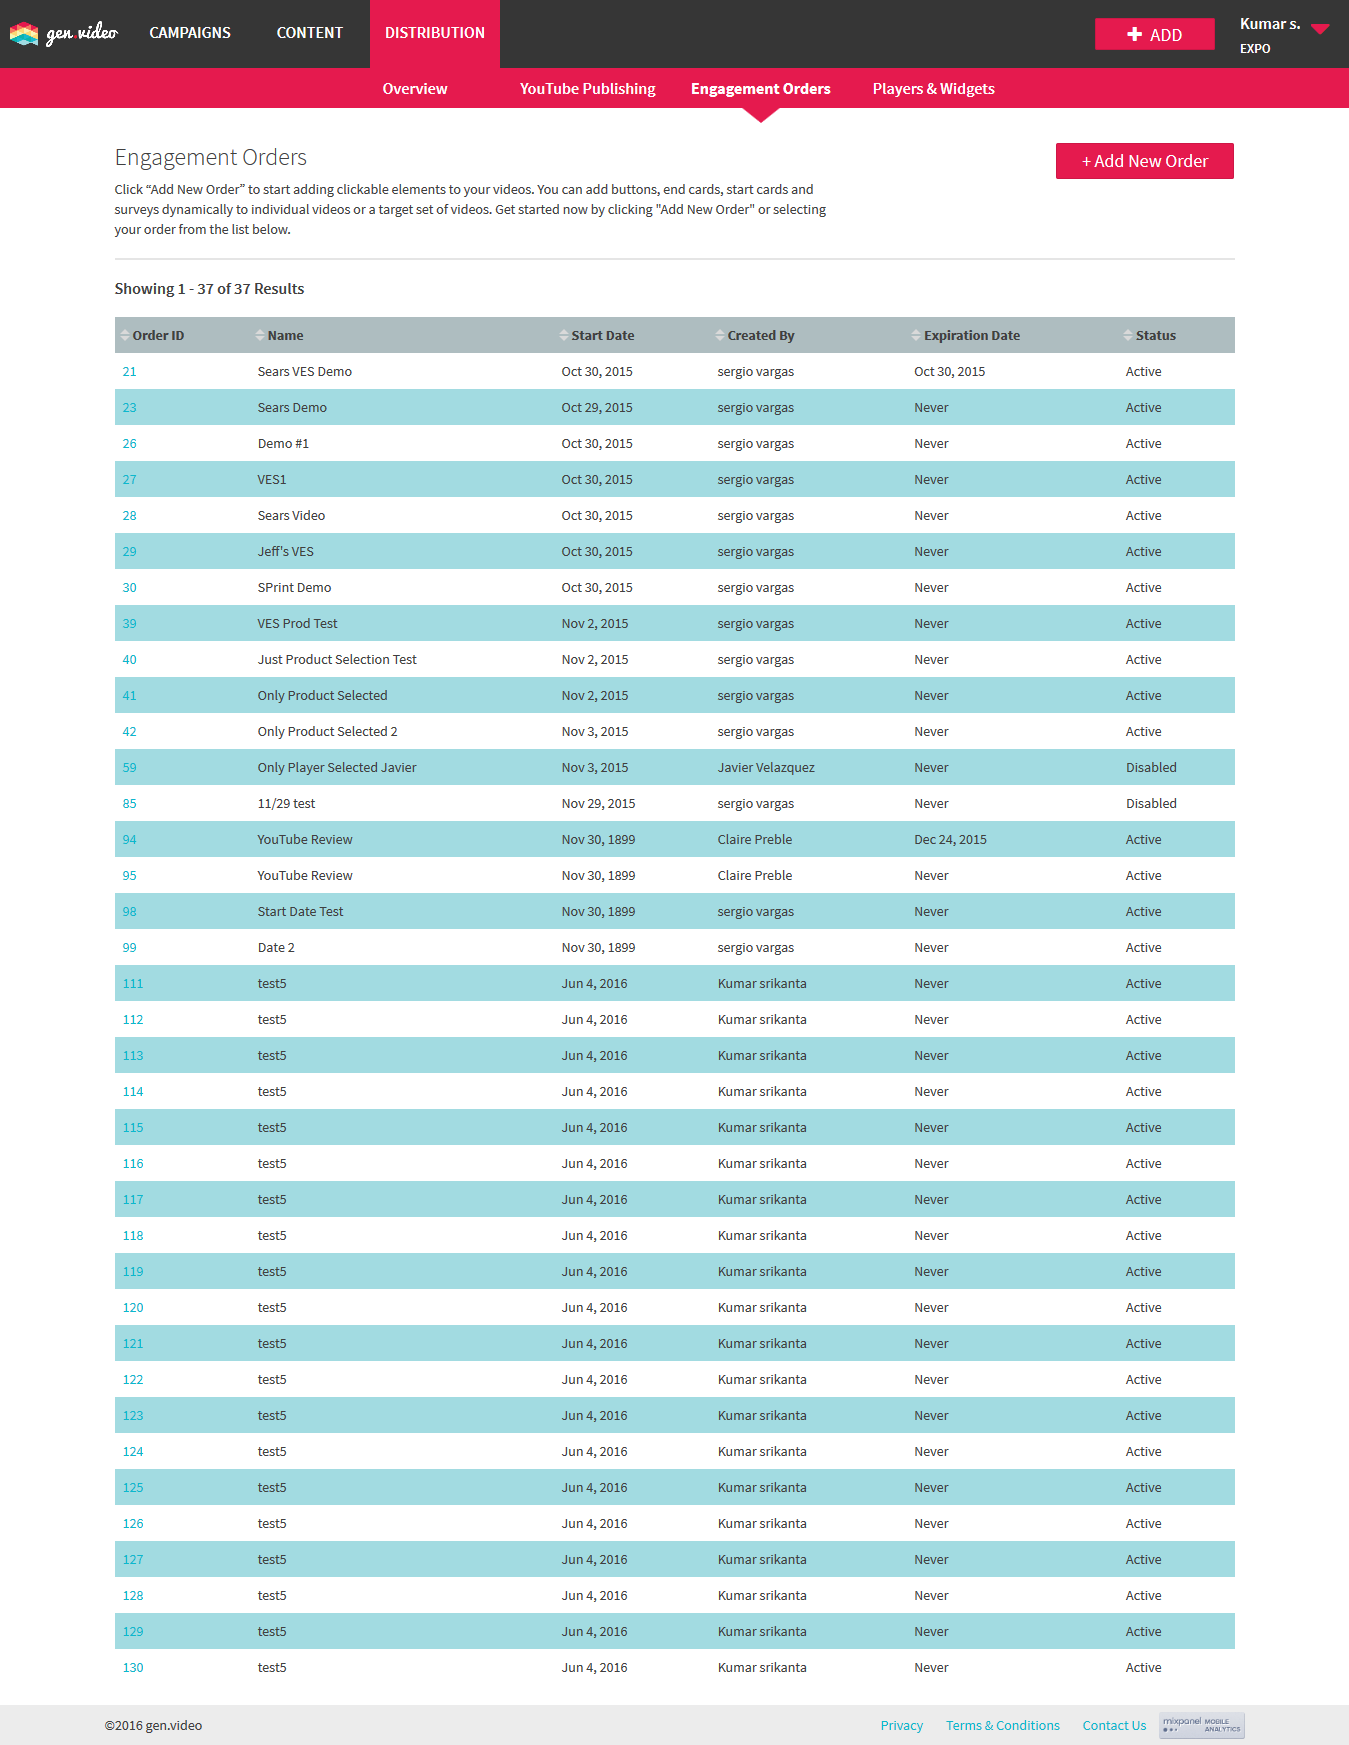 gen.video CAMPAIGNS CONTENT DISTRIBUTION ADD Kumar s.
EXPO
Overview YouTube Publishing Engagement Orders Players & Widgets
Engagement Orders + Add New Order
Click “Add New Order” to start adding clickable elements to your videos. You can add buttons, end cards, start cards and
surveys dynamically to individual videos or a target set of videos. Get started now by clicking "Add New Order" or selecting
your order from the list below.
Showing 1 - 37 of 37 Results
Order ID Name Start Date Created By Expiration Date Status
21 Sears VES Demo Oct 30, 2015 sergio vargas Oct 30, 2015 Active
23 Sears Demo Oct 29, 2015 sergio vargas Never Active
26 Demo #1 Oct 30, 2015 sergio vargas Never Active
27 VES1 Oct 30, 2015 sergio vargas Never Active
28 Sears Video Oct 30, 2015 sergio vargas Never Active
29 Jeff's VES Oct 30, 2015 sergio vargas Never Active
30 SPrint Demo Oct 30, 2015 sergio vargas Never Active
39 VES Prod Test Nov 2, 2015 sergio vargas Never Active
40 Just Product Selection Test Nov 2, 2015 sergio vargas Never Active
41 Only Product Selected Nov 2, 2015 sergio vargas Never Active
42 Only Product Selected 2 Nov 3, 2015 sergio vargas Never Active
59 Only Player Selected Javier Nov 3, 2015 Javier Velazquez Never Disabled
85 11/29 test Nov 29, 2015 sergio vargas Never Disabled
94 YouTube Review Nov 30, 1899 Claire Preble Dec 24, 2015 Active
95 YouTube Review Nov 30, 1899 Claire Preble Never Active
98 Start Date Test Nov 30, 1899 sergio vargas Never Active
99 Date 2 Nov 30, 1899 sergio vargas Never Active
111 test5 Jun 4, 2016 Kumar srikanta Never Active
112 test5 Jun 4, 2016 Kumar srikanta Never Active
113 test5 Jun 4, 2016 Kumar srikanta Never Active
114 test5 Jun 4, 2016 Kumar srikanta Never Active
115 test5 Jun 4, 2016 Kumar srikanta Never Active
116 test5 Jun 4, 2016 Kumar srikanta Never Active
117 test5 Jun 4, 2016 Kumar srikanta Never Active
118 test5 Jun 4, 2016 Kumar srikanta Never Active
119 test5 Jun 4, 2016 Kumar srikanta Never Active
120 test5 Jun 4, 2016 Kumar srikanta Never Active
121 test5 Jun 4, 2016 Kumar srikanta Never Active
122 test5 Jun 4, 2016 Kumar srikanta Never Active
123 test5 Jun 4, 2016 Kumar srikanta Never Active
124 test5 Jun 4, 2016 Kumar srikanta Never Active
125 test5 Jun 4, 2016 Kumar srikanta Never Active
126 test5 Jun 4, 2016 Kumar srikanta Never Active
127 test5 Jun 4, 2016 Kumar srikanta Never Active
128 test5 Jun 4, 2016 Kumar srikanta Never Active
129 test5 Jun 4, 2016 Kumar srikanta Never Active
130 test5 Jun 4, 2016 Kumar srikanta Never Active
©2016 gen.video Privacy Terms & Conditions Contact Us mixpanel MOBILE
ANALYTICS